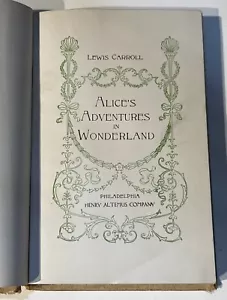 LEWIS CARROLL
ALICE'S
ADVENTURES
IN
WONDERLAND
PHILADELPHIA
HENRY ALTEMUS COMPANY